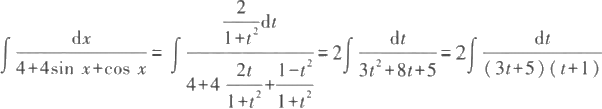 ∫ dx/(4+4sin x+cos x) = ∫ (2/(1+t²) dt)/(4+4 2t/(1+t²)+(1−t²)/(1+t²)) = 2∫ dt/(3t²+8t+5) = 2∫ dt/((3t+5)(t+1))